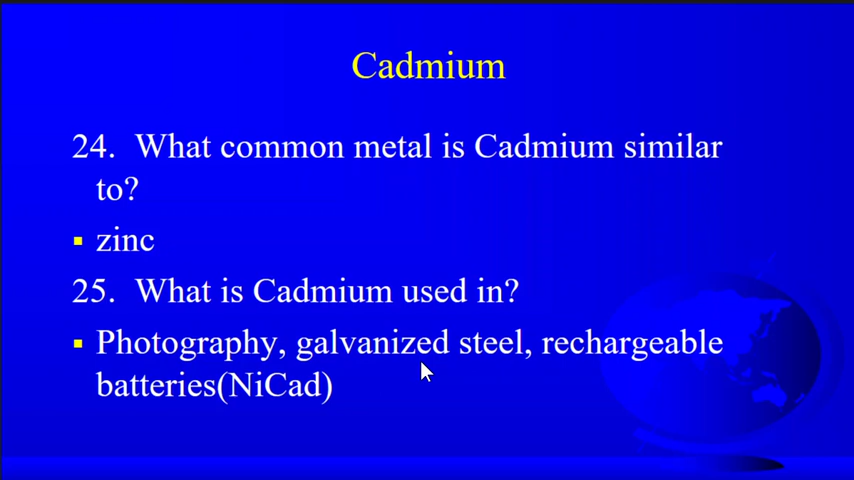 Cadmium
24. What common metal is Cadmium similar
to?
zinc
25. What is Cadmium used in?
Photography, galvanized steel, rechargeable
batteries(NiCad)